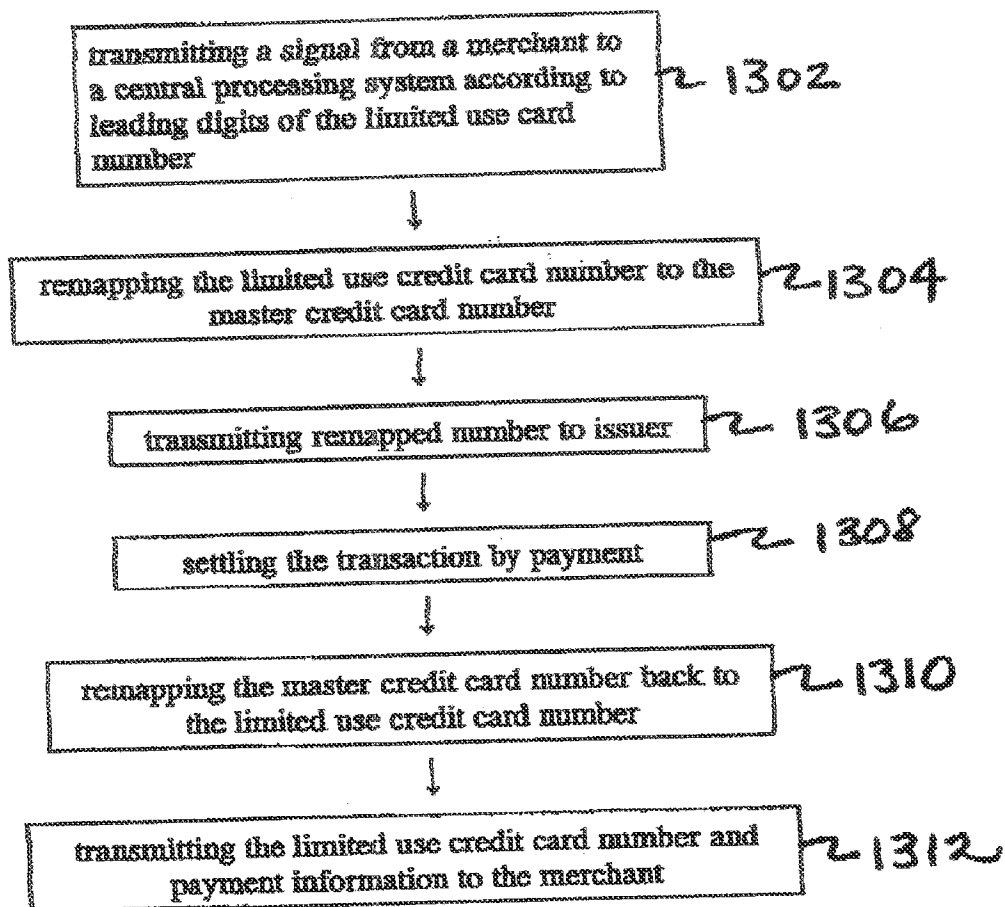 transmitting a signal from a merchant to
a central processing system according to
leading digits of the limited use card
number
1302
remapping the limited use credit card number to the
master credit card number
1304
transmitting remapped number to issuer
1306
settling the transaction by payment
1308
remapping the master credit card number back to
the limited use credit card number
1310
transmitting the limited use credit card number and
payment information to the merchant
1312